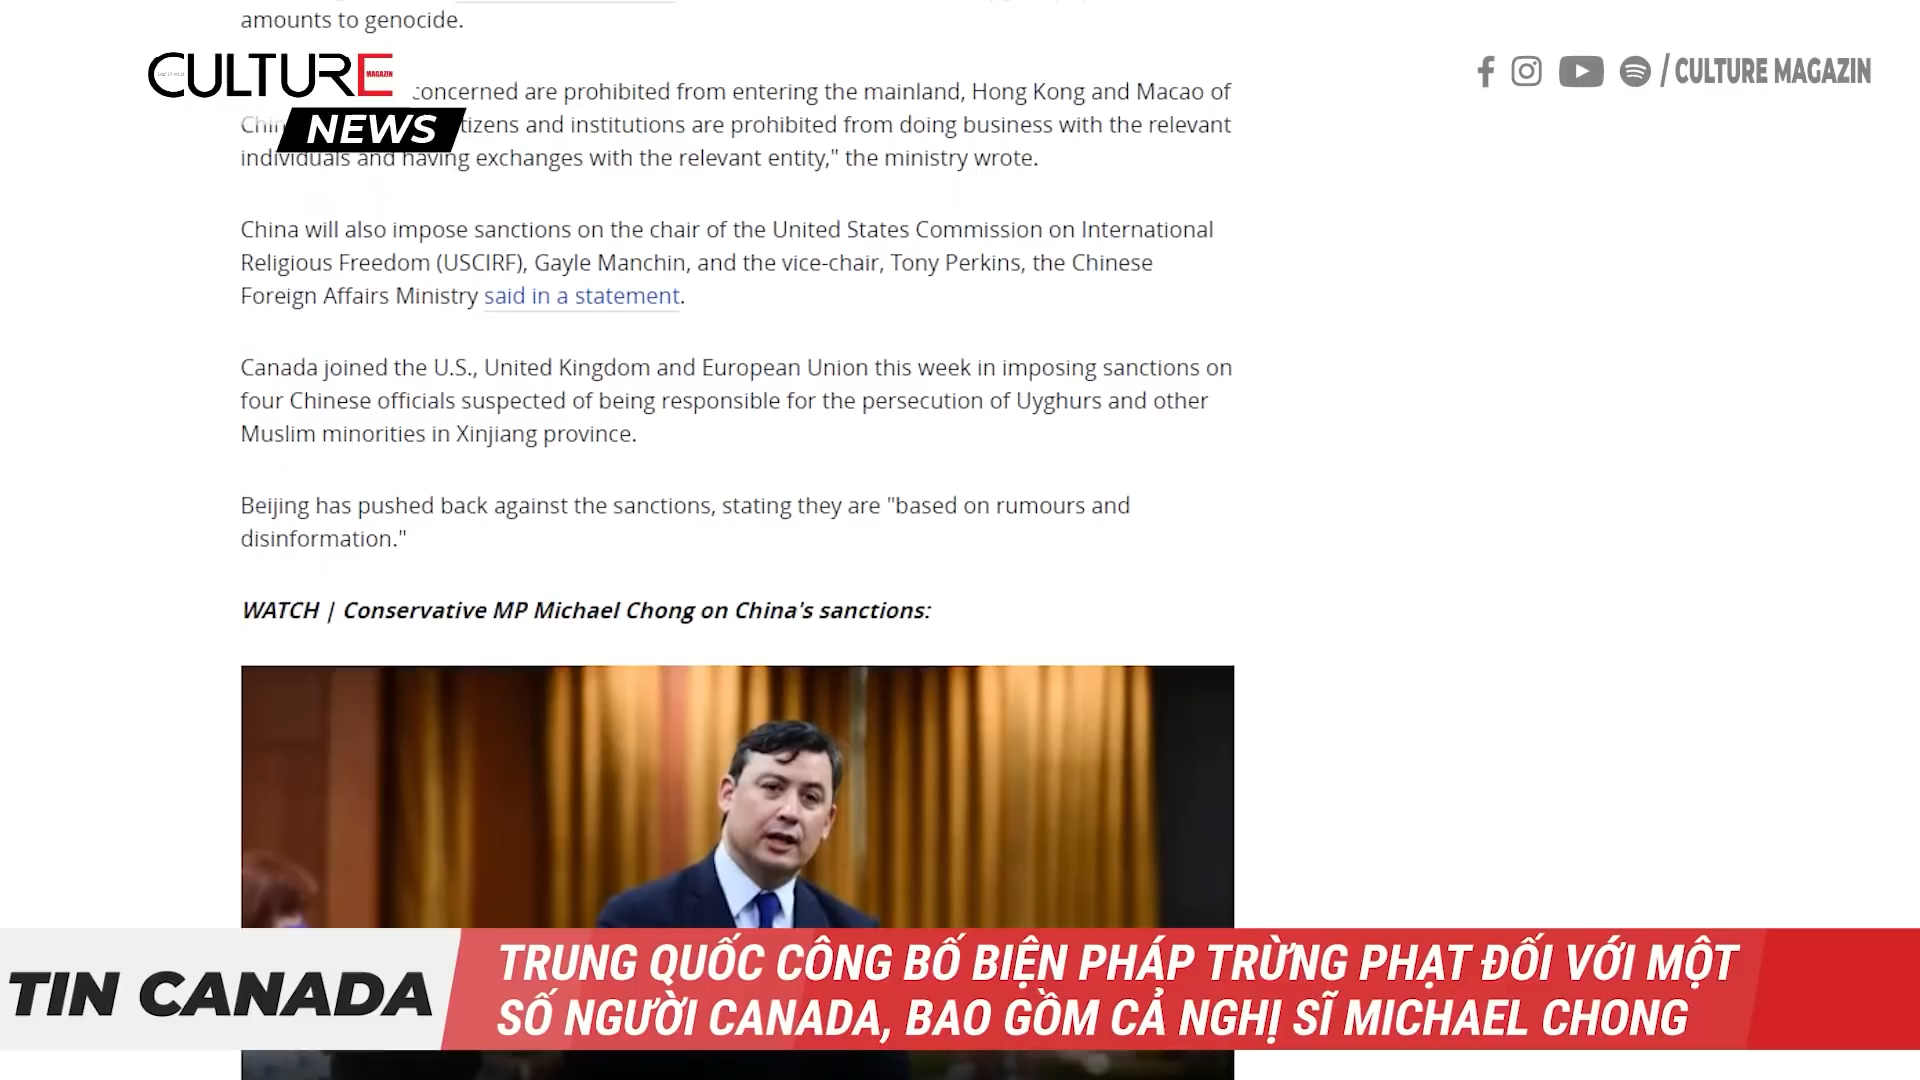 amounts to genocide.
CULTURE
MAGAZIN
NEWS
/ CULTURE MAGAZIN
concerned are prohibited from entering the mainland, Hong Kong and Macao of
Chin tizens and institutions are prohibited from doing business with the relevant
individuals and having exchanges with the relevant entity," the ministry wrote.
China will also impose sanctions on the chair of the United States Commission on International
Religious Freedom (USCIRF), Gayle Manchin, and the vice-chair, Tony Perkins, the Chinese
Foreign Affairs Ministry said in a statement.
Canada joined the U.S., United Kingdom and European Union this week in imposing sanctions on
four Chinese officials suspected of being responsible for the persecution of Uyghurs and other
Muslim minorities in Xinjiang province.
Beijing has pushed back against the sanctions, stating they are "based on rumours and
disinformation."
WATCH | Conservative MP Michael Chong on China's sanctions:
TIN CANADA
TRUNG QUỐC CÔNG BỐ BIỆN PHÁP TRỪNG PHẠT ĐỐI VỚI MỘT
SỐ NGƯỜI CANADA, BAO GỒM CẢ NGHỊ SĨ MICHAEL CHONG